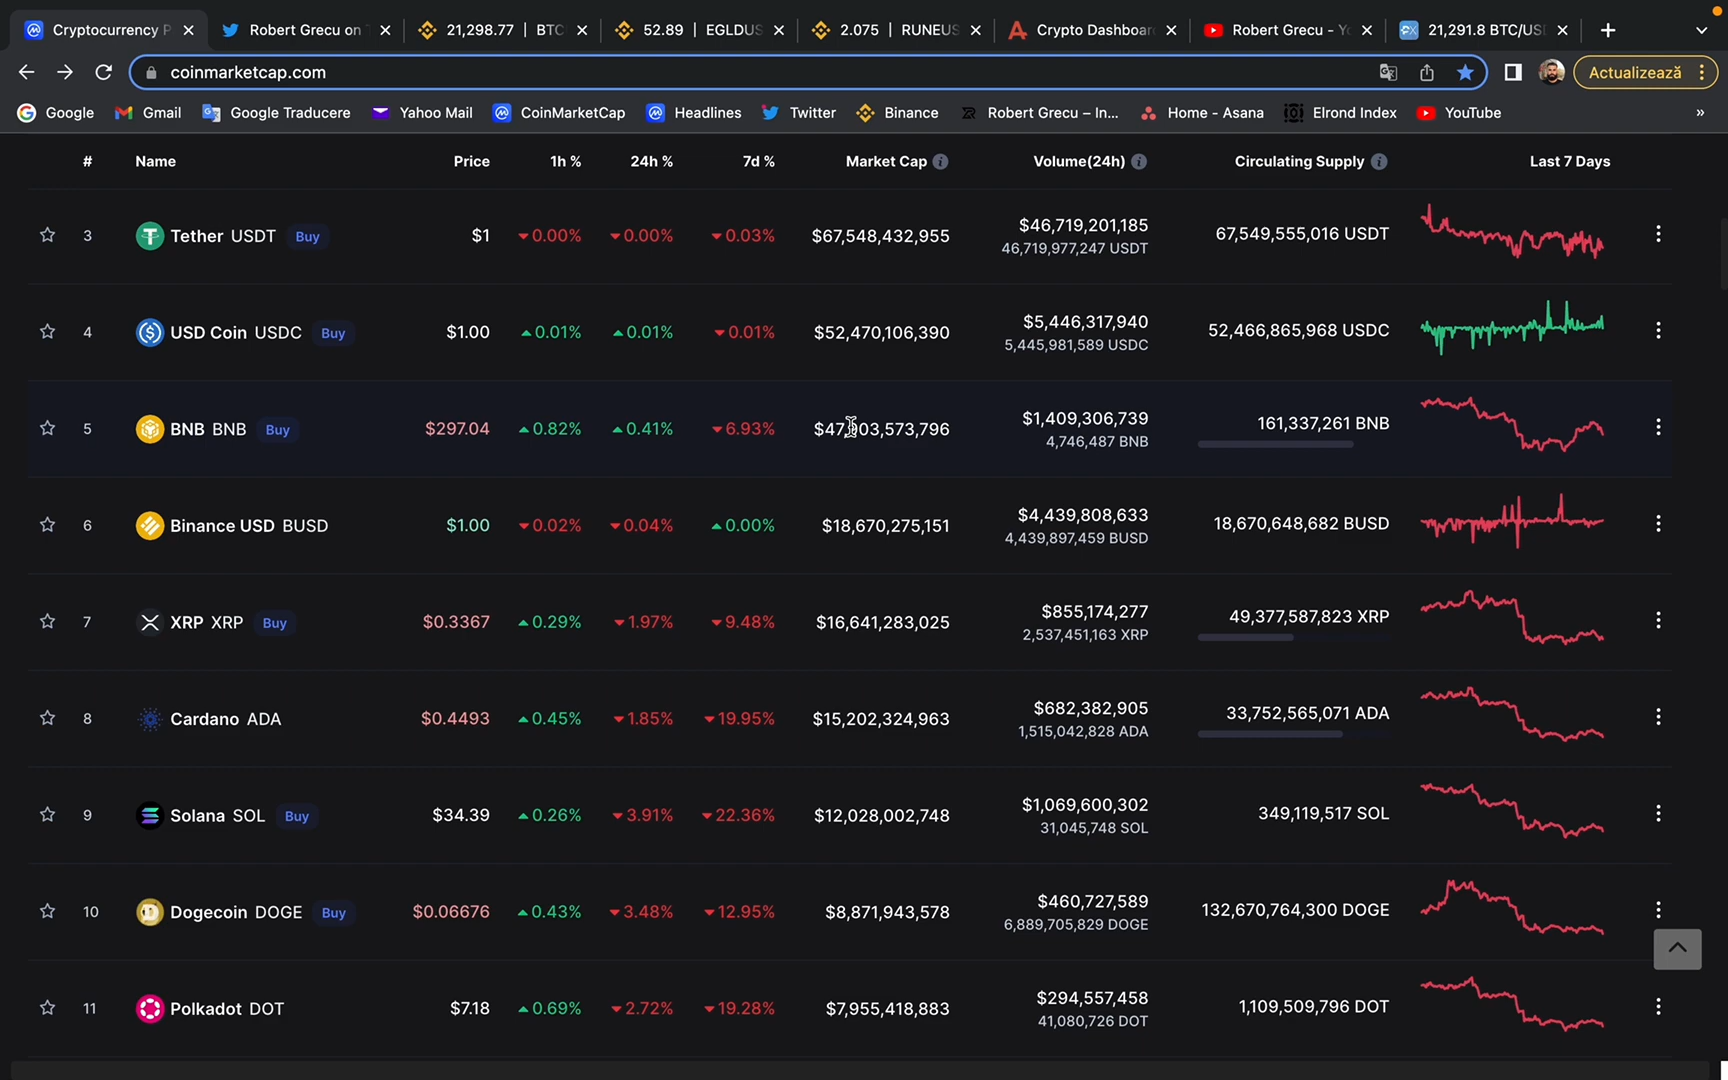 Cryptocurrency P
Robert Grecu on
21,298.77 | BTC
52.89 | EGLDUS
2.075 | RUNEUS
Crypto Dashboar
Robert Grecu - Yo
21,291.8 BTC/US
coinmarketcap.com
Actualizează
Google
Gmail
Google Traducere
Yahoo Mail
CoinMarketCap
Headlines
Twitter
Binance
Robert Grecu – In...
Home - Asana
Elrond Index
YouTube
»
# Name Price 1h % 24h % 7d % Market Cap Volume(24h) Circulating Supply Last 7 Days
3 Tether USDT Buy $1 0.00% 0.00% 0.03% $67,548,432,955 $46,719,201,185 67,549,555,016 USDT
46,719,977,247 USDT
4 USD Coin USDC Buy $1.00 0.01% 0.01% 0.01% $52,470,106,390 $5,446,317,940 52,466,865,968 USDC
5,445,981,589 USDC
5 BNB BNB Buy $297.04 0.82% 0.41% 6.93% $1,409,306,739 161,337,261 BNB
4,746,487 BNB
6 Binance USD BUSD $1.00 0.02% 0.04% 0.00% $18,670,275,151 $4,439,808,633 18,670,648,682 BUSD
4,439,897,459 BUSD
7 XRP XRP Buy $0.3367 0.29% 1.97% 9.48% $16,641,283,025 $855,174,277 49,377,587,823 XRP
2,537,451,163 XRP
8 Cardano ADA $0.4493 0.45% 1.85% 19.95% $15,202,324,963 $682,382,905 33,752,565,071 ADA
1,515,042,828 ADA
9 Solana SOL Buy $34.39 0.26% 3.91% 22.36% $12,028,002,748 $1,069,600,302 349,119,517 SOL
31,045,748 SOL
10 Dogecoin DOGE Buy $0.06676 0.43% 3.48% 12.95% $8,871,943,578 $460,727,589 132,670,764,300 DOGE
6,889,705,829 DOGE
11 Polkadot DOT $7.18 0.69% 2.72% 19.28% $7,955,418,883 $294,557,458 1,109,509,796 DOT
41,080,726 DOT